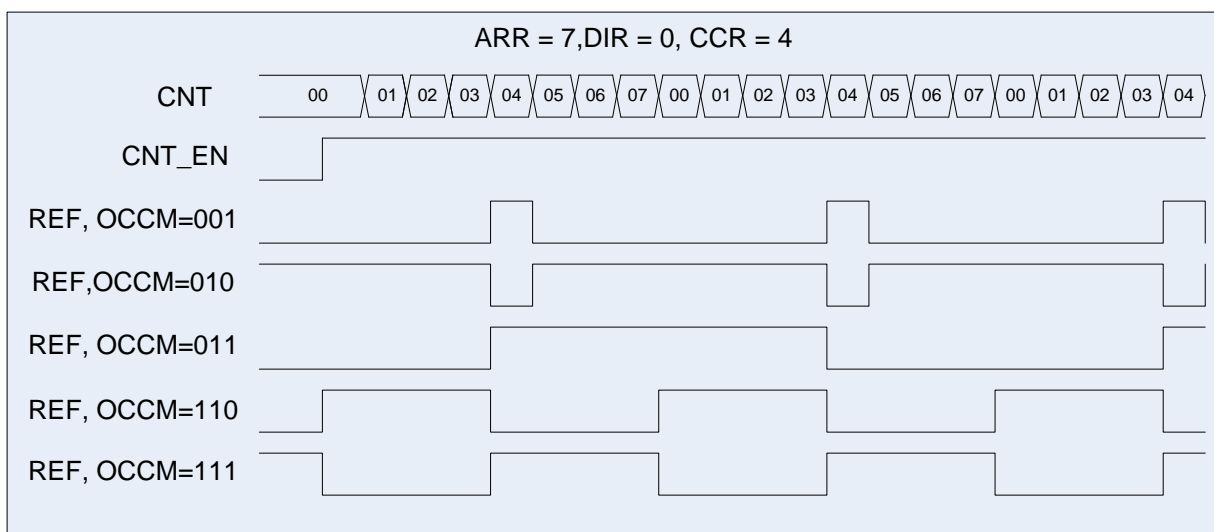 ARR = 7,DIR = 0, CCR = 4
CNT 00 01 02 03 04 05 06 07 00 01 02 03 04 05 06 07 00 01 02 03 04
CNT_EN
REF, OCCM=001
REF,OCCM=010
REF, OCCM=011
REF, OCCM=110
REF, OCCM=111